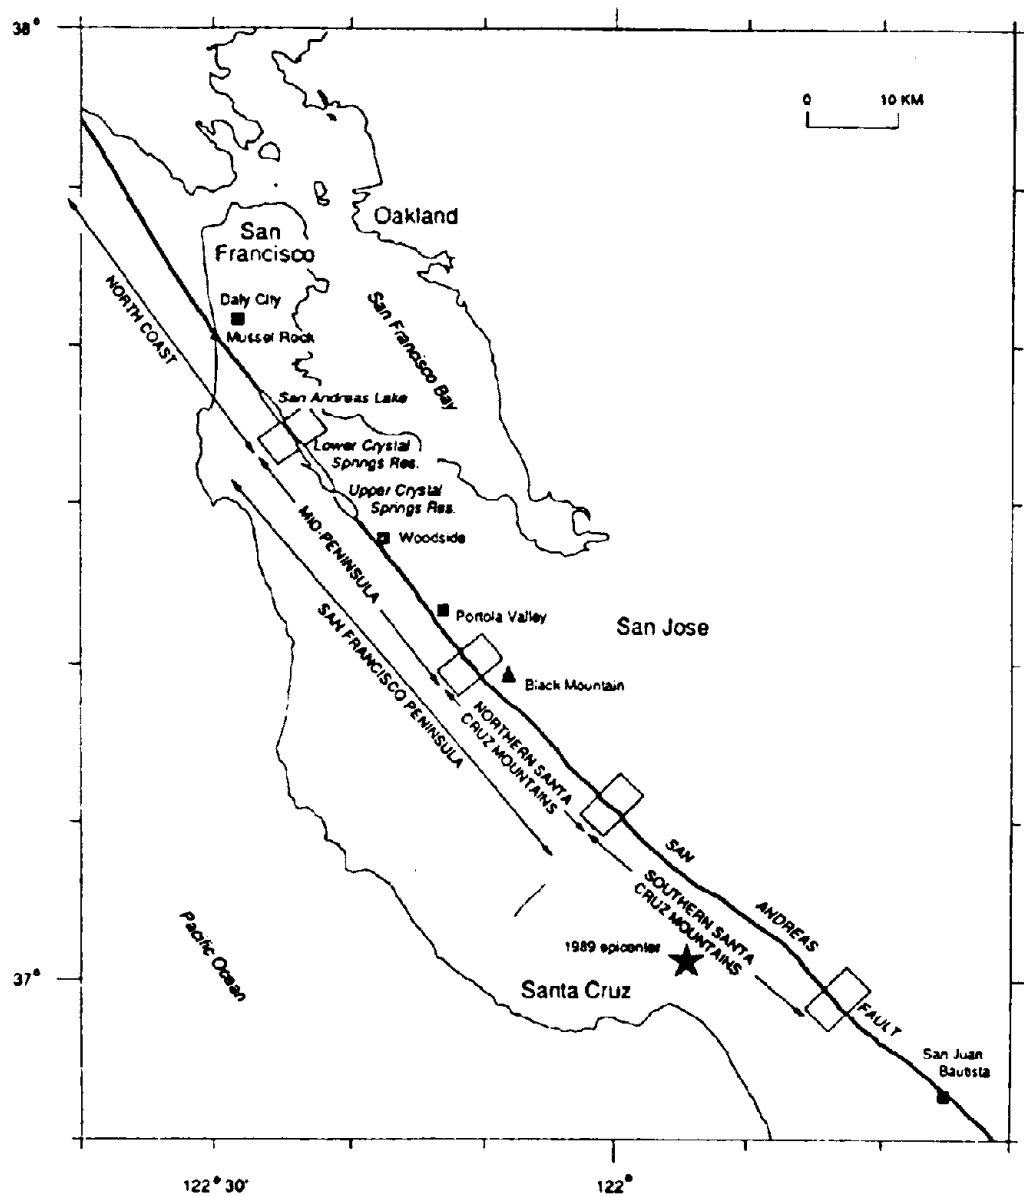 38°
0 10 KM
San
Francisco
Oakland
Daly City
Mussel Rock
NORTH COAST
San Francisco Bay
San Andreas Lake
Lower Crystal
Springs Res.
Upper Crystal
Springs Res.
Woodside
MID-PENINSULA
SAN FRANCISCO PENINSULA
Portola Valley
San Jose
Black Mountain
NORTHERN SANTA
CRUZ MOUNTAINS
SAN
ANDREAS
FAULT
SOUTHERN SANTA
CRUZ MOUNTAINS
1989 epicenter
Pacific Ocean
37°
Santa Cruz
San Juan
Bautista
122° 30'
122°